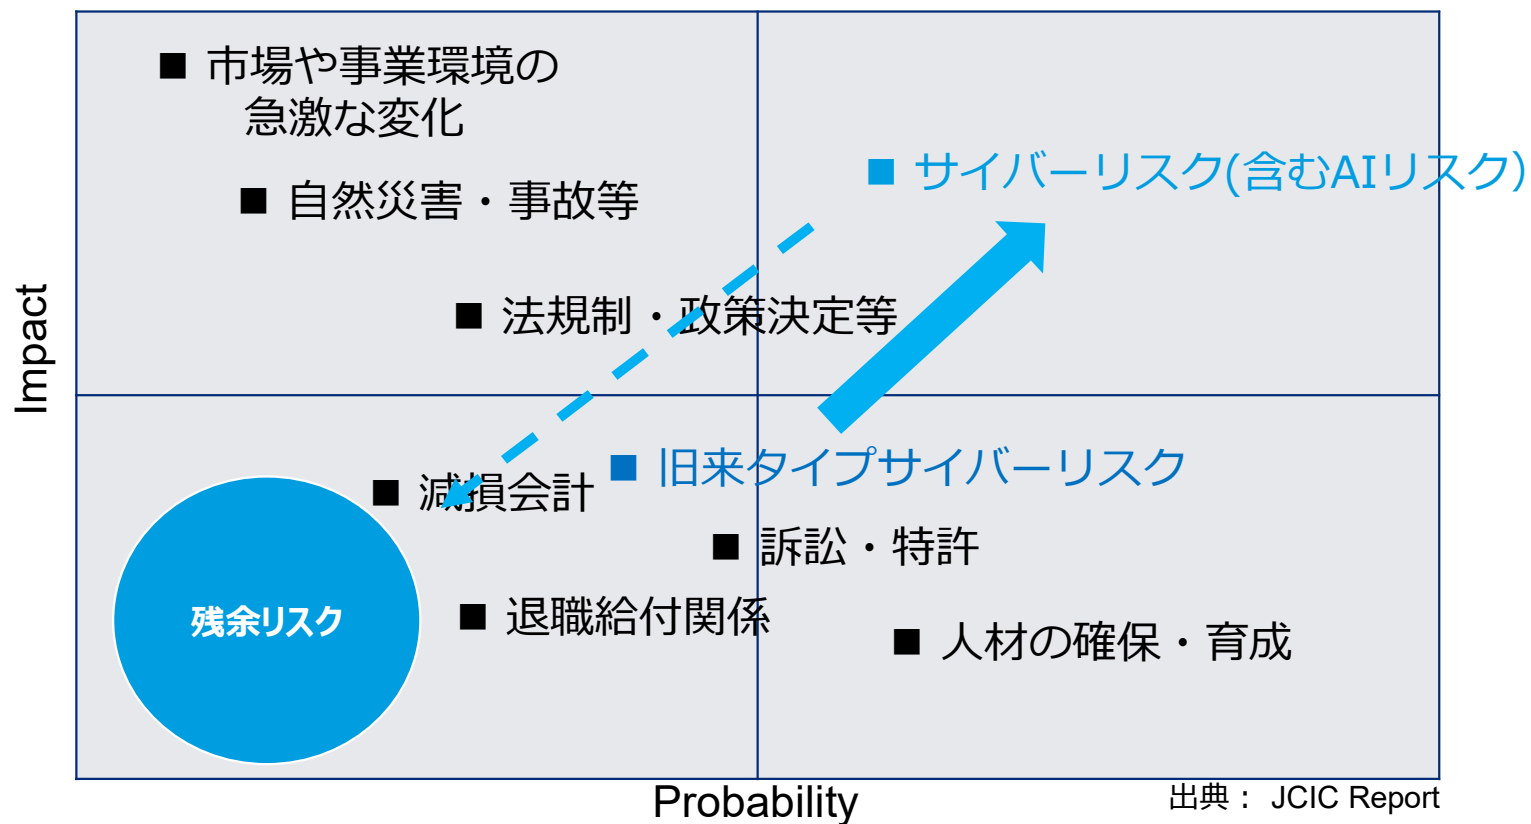 ■ 市場や事業環境の
急激な変化
■ 自然災害・事故等
■ サイバーリスク(含むAIリスク)
■ 法規制・政策決定等
Impact
■ 旧来タイプサイバーリスク
■ 減損会計
■ 訴訟・特許
残余リスク
■ 退職給付関係
■ 人材の確保・育成
Probability
出典： JCIC Report